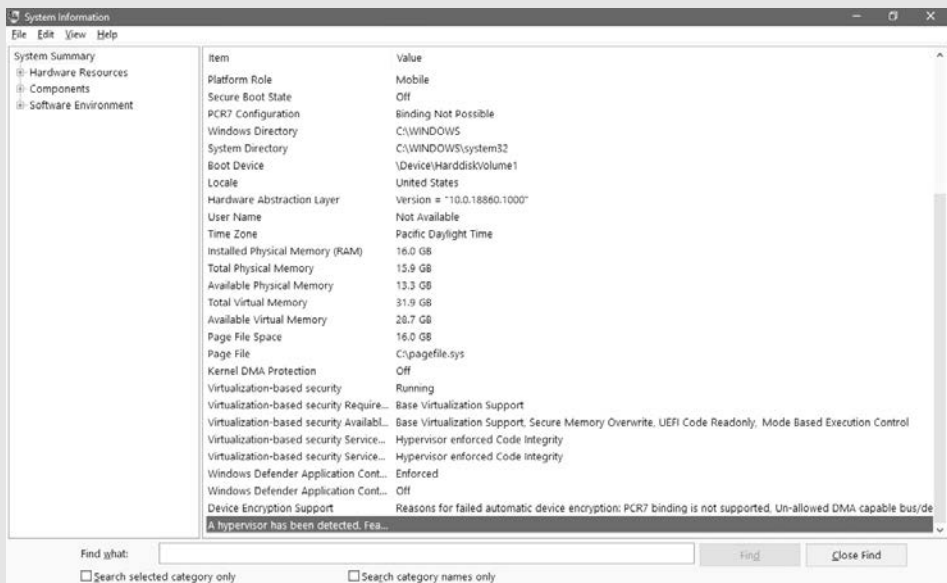 System Information
File Edit View Help
System Summary
Hardware Resources
Components
Software Environment
Item Value
Platform Role Mobile
Secure Boot State Off
PCR7 Configuration Binding Not Possible
Windows Directory C:\WINDOWS
System Directory C:\WINDOWS\system32
Boot Device \Device\HarddiskVolume1
Locale United States
Hardware Abstraction Layer Version = "10.0.18860.1000"
User Name Not Available
Time Zone Pacific Daylight Time
Installed Physical Memory (RAM) 16.0 GB
Total Physical Memory 15.9 GB
Available Physical Memory 13.3 GB
Total Virtual Memory 31.9 GB
Available Virtual Memory 28.7 GB
Page File Space 16.0 GB
Page File C:\pagefile.sys
Kernel DMA Protection Off
Virtualization-based security Running
Virtualization-based security Require... Base Virtualization Support
Virtualization-based security Availabl... Base Virtualization Support, Secure Memory Overwrite, UEFI Code Readonly, Mode Based Execution Control
Virtualization-based security Service... Hypervisor enforced Code Integrity
Virtualization-based security Service... Hypervisor enforced Code Integrity
Windows Defender Application Cont... Enforced
Windows Defender Application Cont... Off
Device Encryption Support Reasons for failed automatic device encryption: PCR7 binding is not supported, Un-allowed DMA capable bus/de
A hypervisor has been detected. Fea...
Find what: Find Close Find
Search selected category only Search category names only